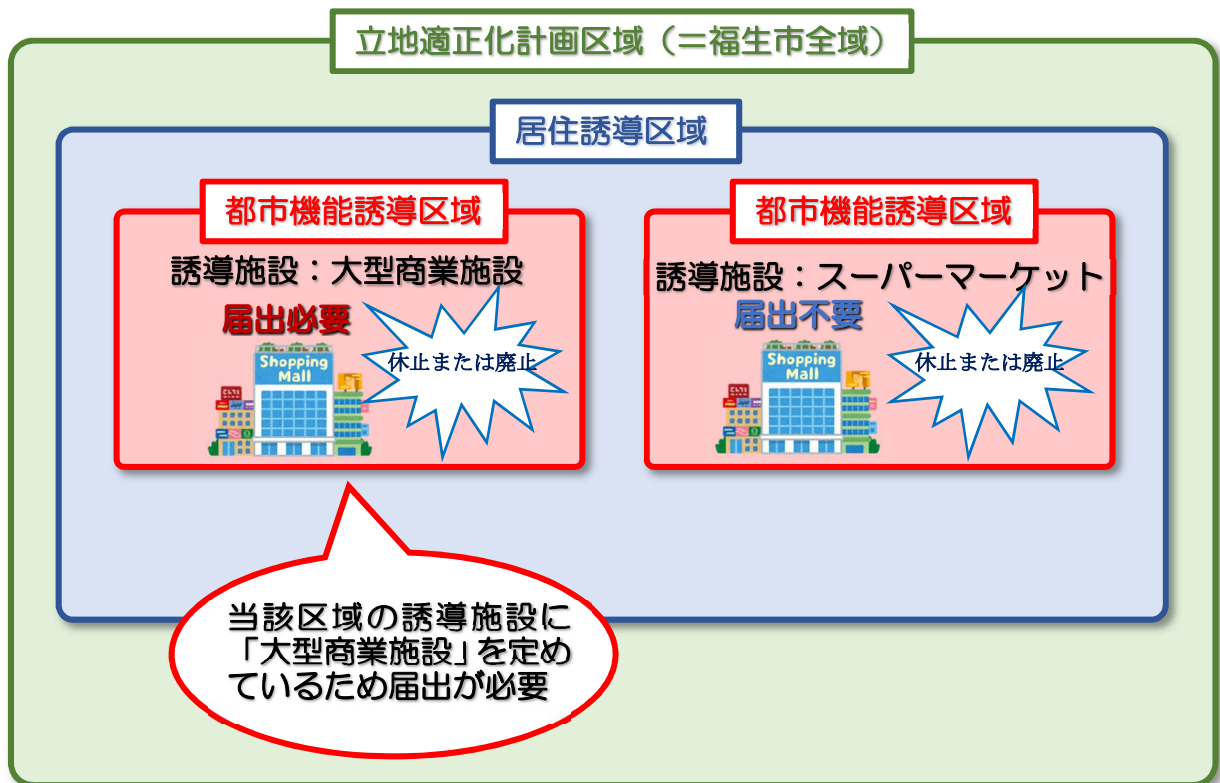 立地適正化計画区域（＝福生市全域）
居住誘導区域
都市機能誘導区域
誘導施設：大型商業施設
届出必要
休止または廃止
Shopping
Mall
都市機能誘導区域
誘導施設：スーパーマーケット
届出不要
休止または廃止
Shopping
Mall
当該区域の誘導施設に
「大型商業施設」を定め
ているため届出が必要